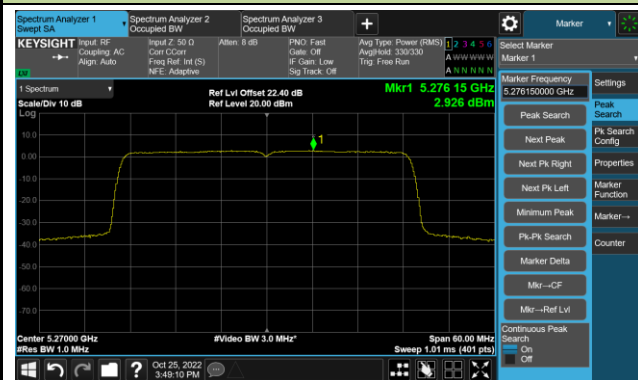 Spectrum Analyzer 1
Swept SA
Spectrum Analyzer 2
Occupied BW
Spectrum Analyzer 3
Occupied BW
+
Marker
KEYSIGHT
Input: RF
Coupling: AC
Align: Auto
Input Z: 50 Ω
Corr CCorr
Freq Ref: Int (S)
NFE: Adaptive
Atten: 8 dB
PNO: Fast
Gate: Off
IF Gain: Low
Sig Track: Off
Avg Type: Power (RMS)
Avg|Hold: 330/330
Trig: Free Run
1 2 3 4 5 6
A W W W W W
A N N N N N
Select Marker
Marker 1
LXI
1 Spectrum
Scale/Div 10 dB
Log
Ref Lvl Offset 22.40 dB
Ref Level 20.00 dBm
Mkr1 5.276 15 GHz
2.926 dBm
10.0
0.00
-10.0
-20.0
-30.0
-40.0
-50.0
-60.0
-70.0
1
Center 5.27000 GHz
#Res BW 1.0 MHz
#Video BW 3.0 MHz*
Span 60.00 MHz
Sweep 1.01 ms (401 pts)
Marker Frequency
5.276150000 GHz
Peak Search
Next Peak
Next Pk Right
Next Pk Left
Minimum Peak
Pk-Pk Search
Marker Delta
Mkr→CF
Mkr→Ref Lvl
Continuous Peak
Search
On
Off
Settings
Peak
Search
Pk Search
Config
Properties
Marker
Function
Marker→
Counter
?
Oct 25, 2022
3:49:10 PM